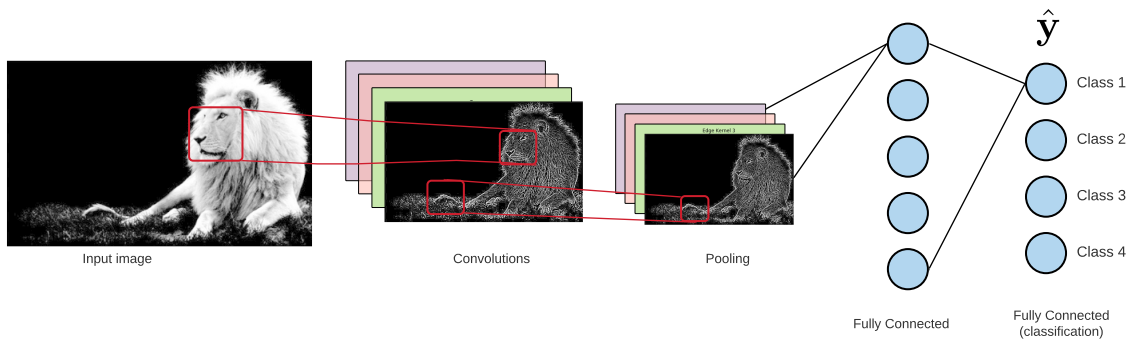 ŷ
Class 1
Class 2
Edge Kernel 3
Class 3
Class 4
Input image
Convolutions
Pooling
Fully Connected
Fully Connected
(classification)